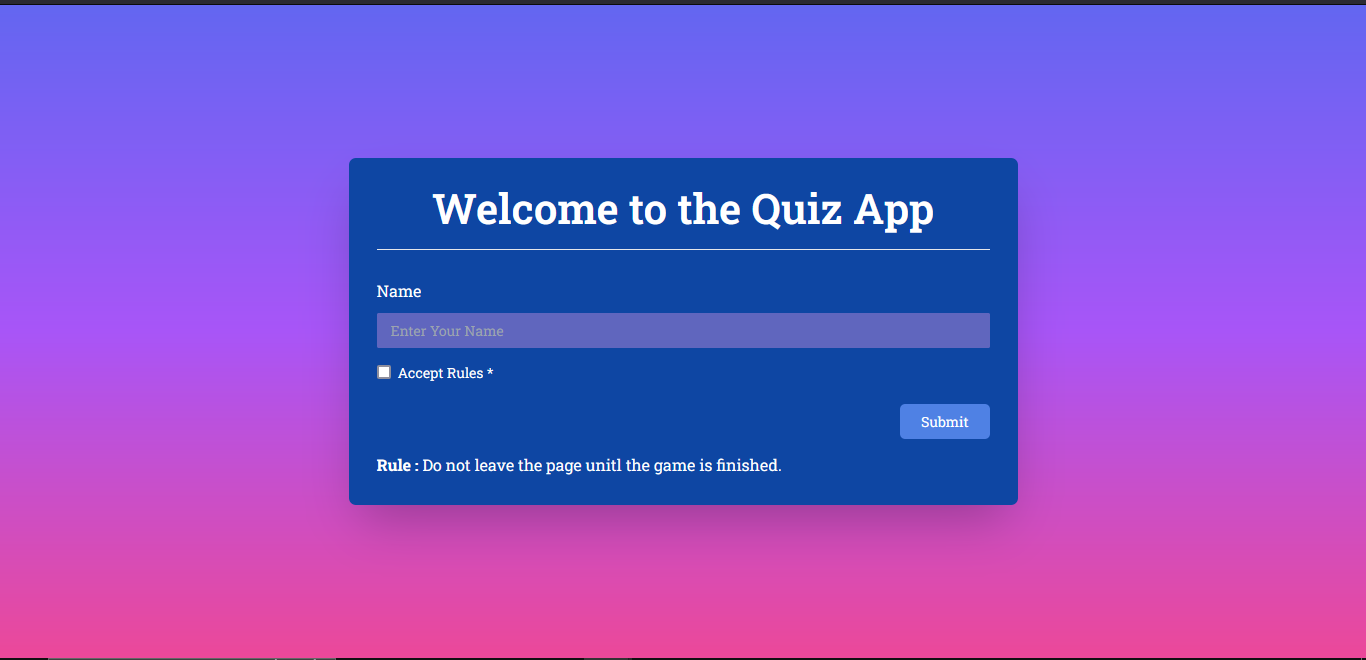 Welcome to the Quiz App
Name
Enter Your Name
Accept Rules *
Submit
Rule : Do not leave the page unitl the game is finished.